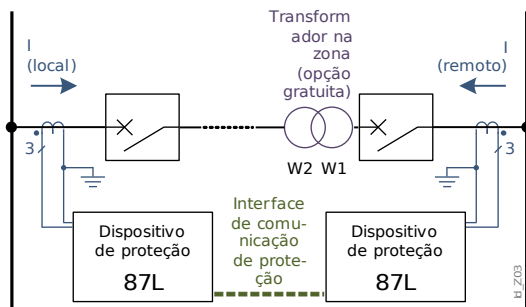 Transform
ador na
zona
(opção
gratuita)
I
(local)
I
(remoto)
3
3
W2 W1
Interface
de comu-
nicação
de prote-
ção
Dispositivo
de proteção
87L
Dispositivo
de proteção
87L
ld_Z03